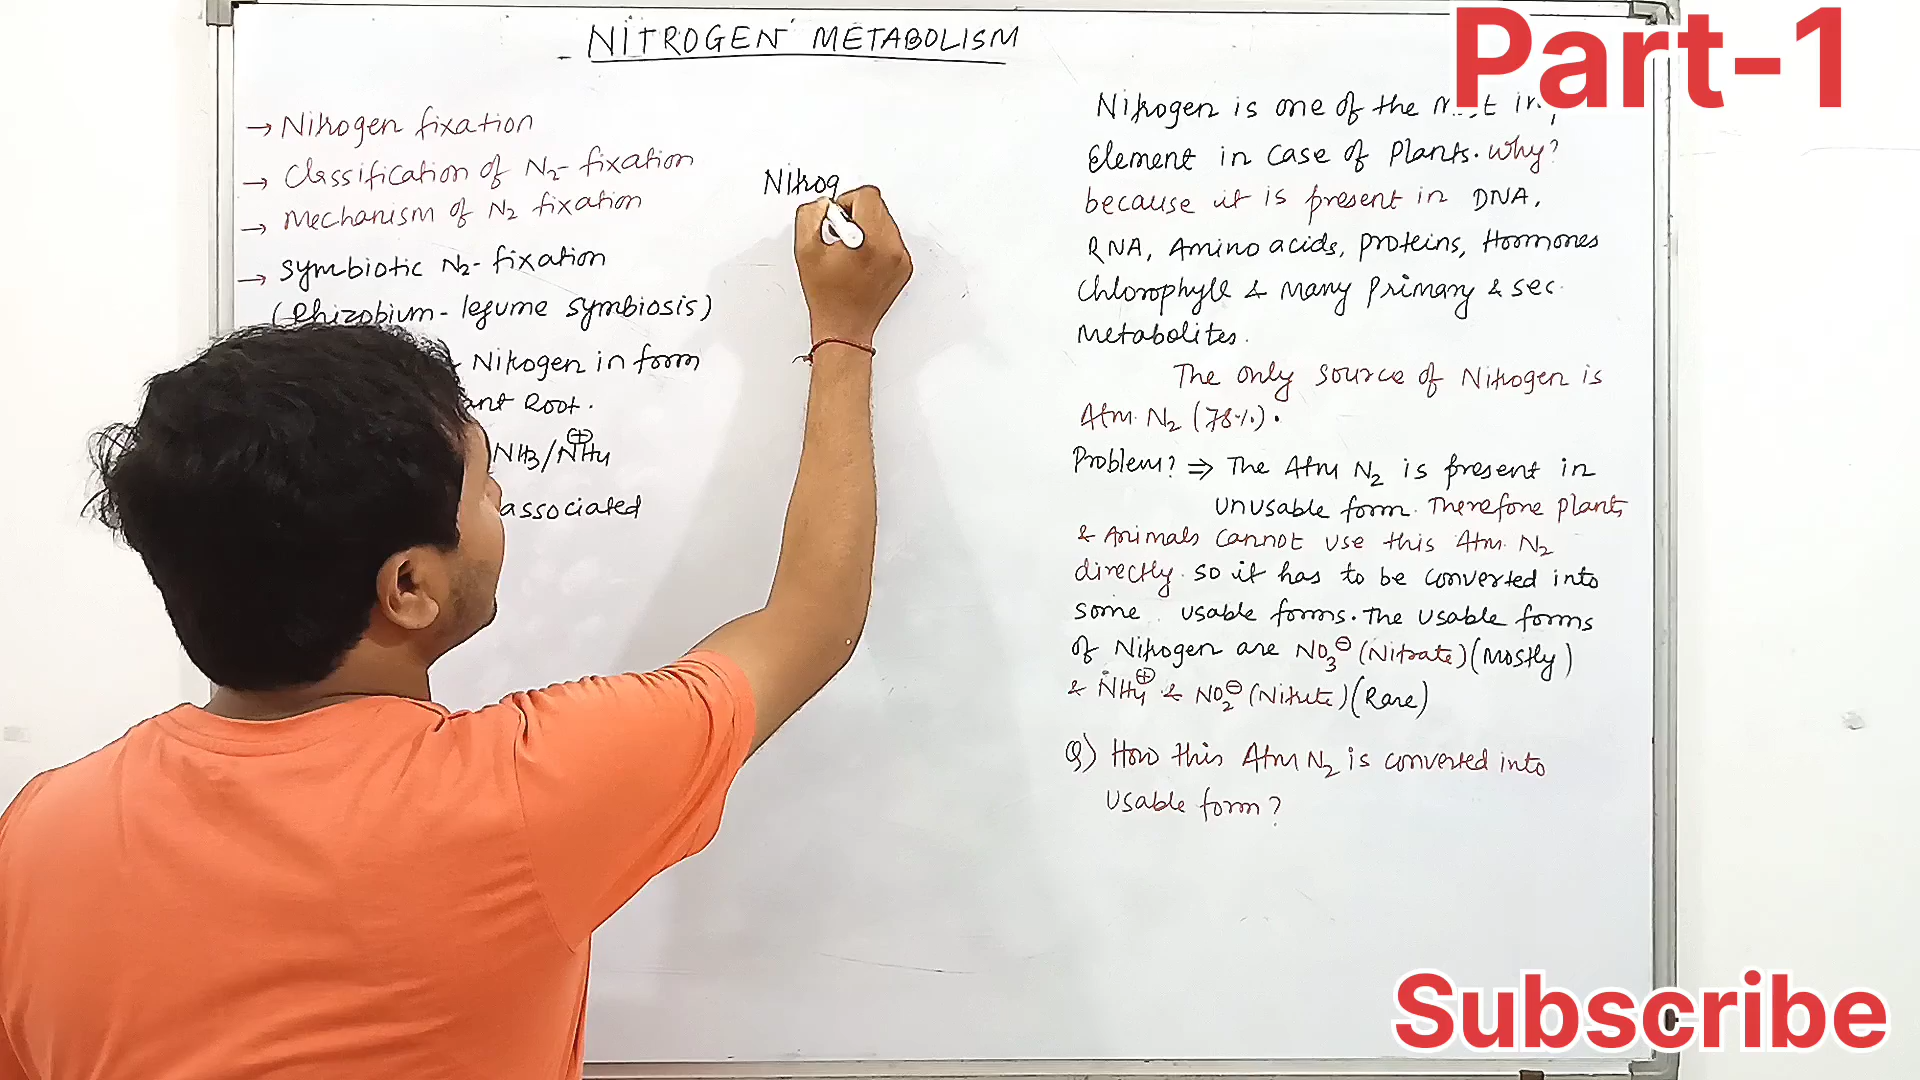 NITROGEN METABOLISM
Part-1
→ Nitrogen fixation
→ Classification of N2- fixation
→ Mechanism of N2 fixation
→ Symbiotic N2- fixation
(Rhizobium - legume symbiosis)
Nitrogen in form
Root.
NH3/NH4⊕
associated
Nitrog
Nitrogen is one of the
Element in case of Plants. Why?
because it is present in DNA,
RNA, Amino acids, proteins, Hormones
Chlorophyll & Many Primary & sec.
Metabolites.
The only source of Nitrogen is
Atm. N2 (78%).
Problem? ⇒ The Atm N2 is present in
Unusable form. Therefore plants
& Animals cannot use this Atm. N2
directly. so it has to be converted into
some usable forms. The usable forms
of Nitrogen are NO3⊖ (Nitrate) (Mostly)
& NH4⊕ & NO2⊖ (Nitrite) (Rare)
Q) How this Atm N2 is converted into
Usable form?
Subscribe